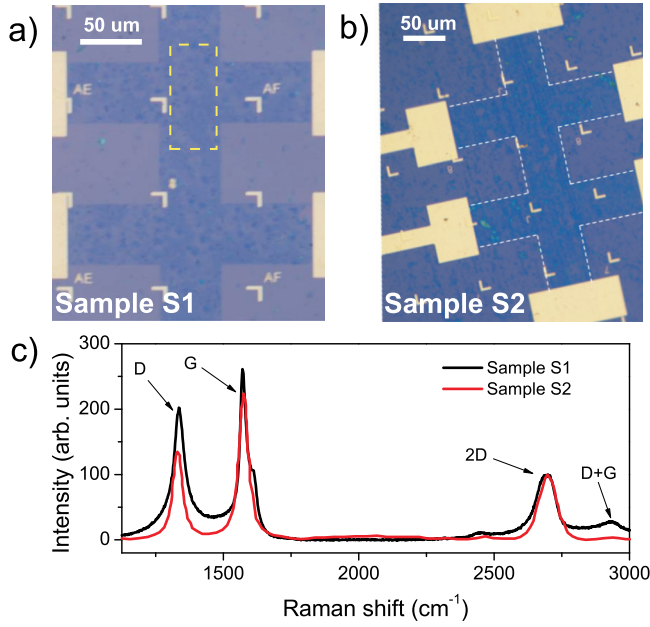 a)
50 um
AE
AF
AE
AF
Sample S1
b)
50 um
Sample S2
c)
300
200
100
0
Intensity (arb. units)
D
G
Sample S1
Sample S2
2D
D+G
1500
2000
2500
3000
Raman shift (cm⁻¹)